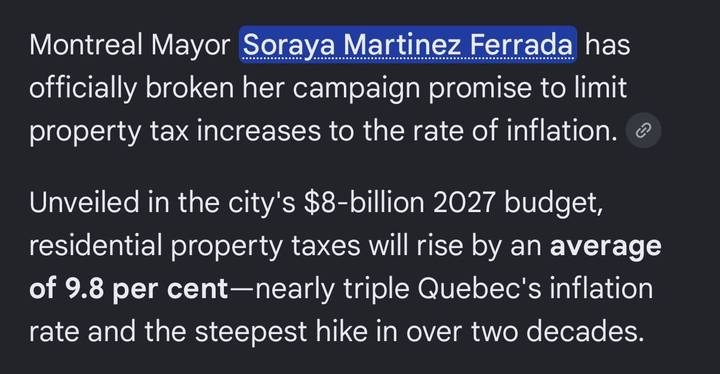 Montreal Mayor Soraya Martinez Ferrada has
officially broken her campaign promise to limit
property tax increases to the rate of inflation.
Unveiled in the city's $8-billion 2027 budget,
residential property taxes will rise by an average
of 9.8 per cent—nearly triple Quebec's inflation
rate and the steepest hike in over two decades.